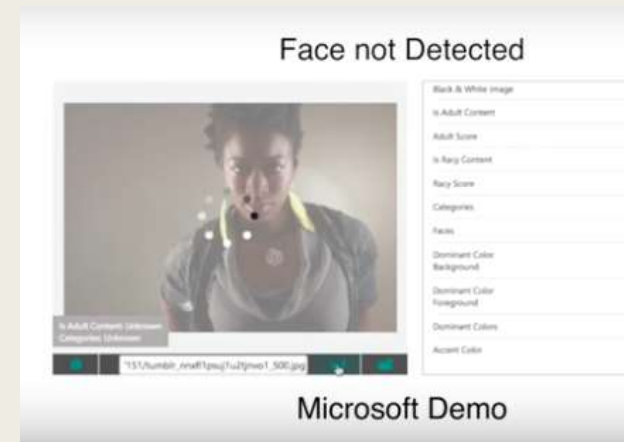 Face not Detected
Is Adult Content: Unknown
Categories: Unknown
Black & White image
Is Adult Content
Adult Score
Is Racy Content
Racy Score
Categories
Faces
Dominant Color
Background
Dominant Color
Foreground
Dominant Colors
Accent Color
Microsoft Demo